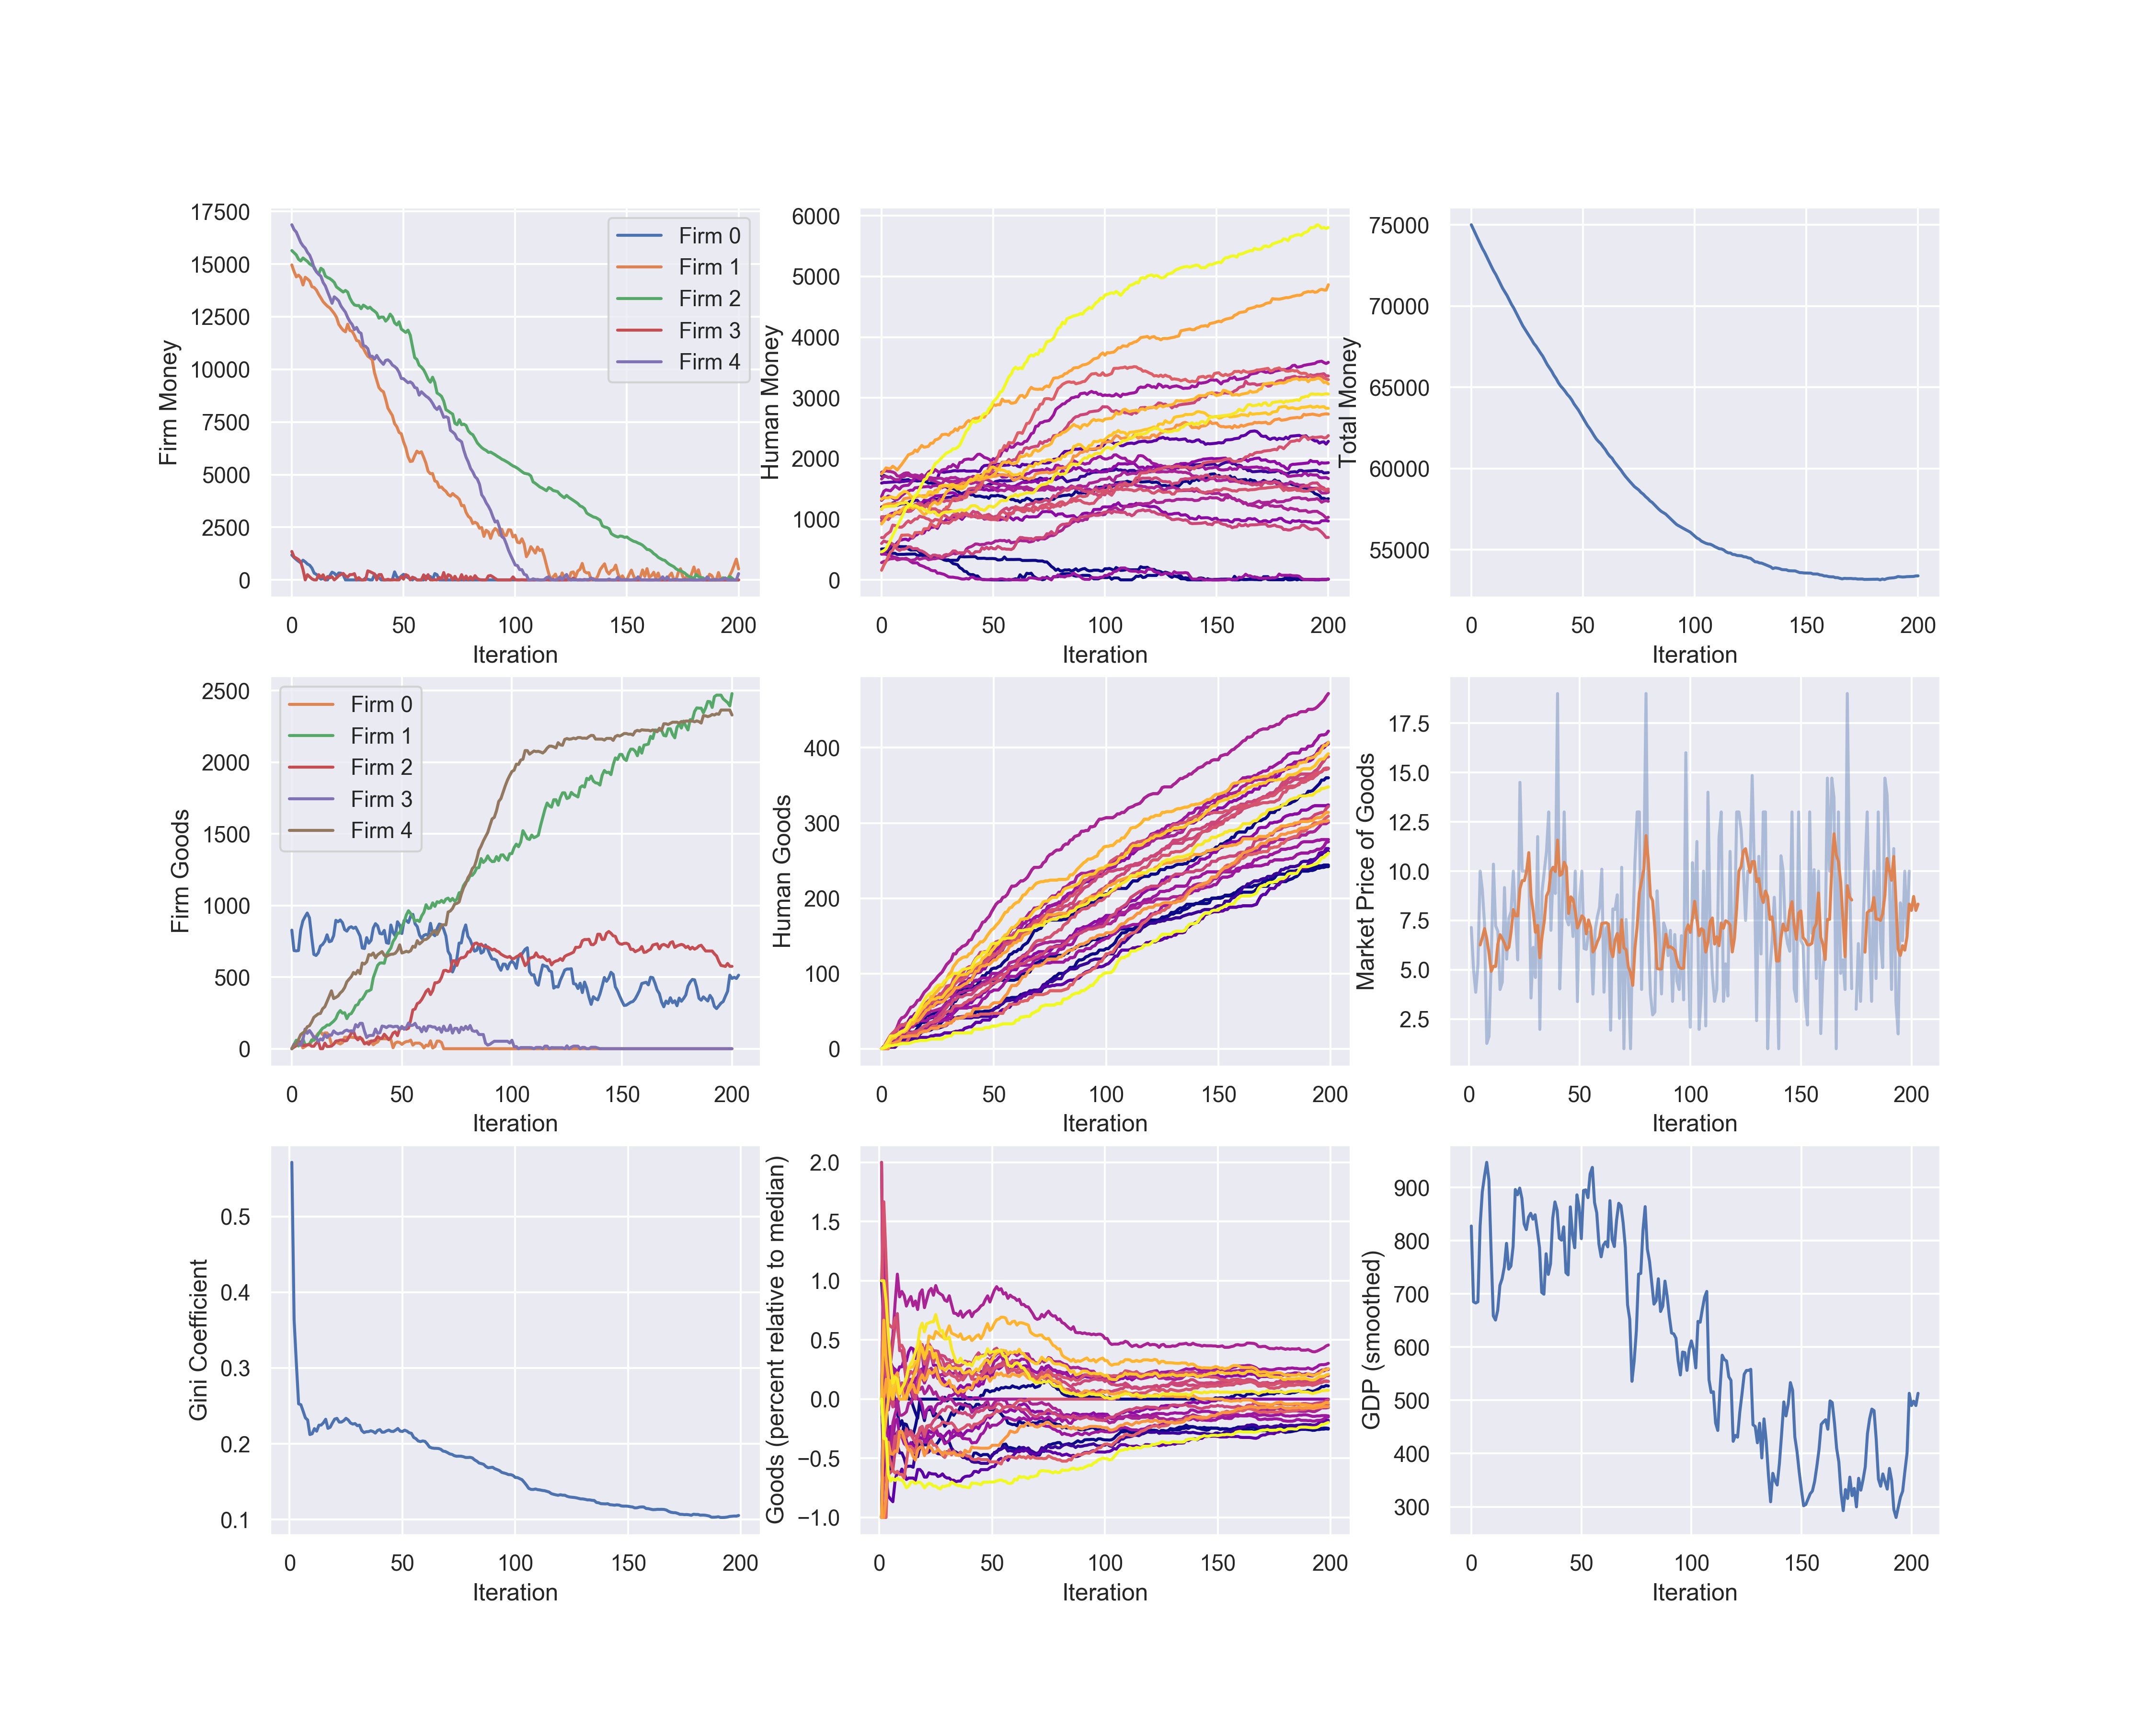 17500
15000
12500
10000
7500
5000
2500
0
Firm Money
Firm 0
Firm 1
Firm 2
Firm 3
Firm 4
0 50 100 150 200
Iteration
6000
5000
4000
3000
2000
1000
0
Human Money
0 50 100 150 200
Iteration
75000
70000
65000
60000
55000
Total Money
0 50 100 150 200
Iteration
2500
2000
1500
1000
500
0
Firm Goods
Firm 0
Firm 1
Firm 2
Firm 3
Firm 4
0 50 100 150 200
Iteration
400
300
200
100
0
Human Goods
0 50 100 150 200
Iteration
17.5
15.0
12.5
10.0
7.5
5.0
2.5
Market Price of Goods
0 50 100 150 200
Iteration
0.5
0.4
0.3
0.2
0.1
Gini Coefficient
0 50 100 150 200
Iteration
2.0
1.5
1.0
0.5
0.0
−0.5
−1.0
Goods (percent relative to median)
0 50 100 150 200
Iteration
900
800
700
600
500
400
300
GDP (smoothed)
0 50 100 150 200
Iteration